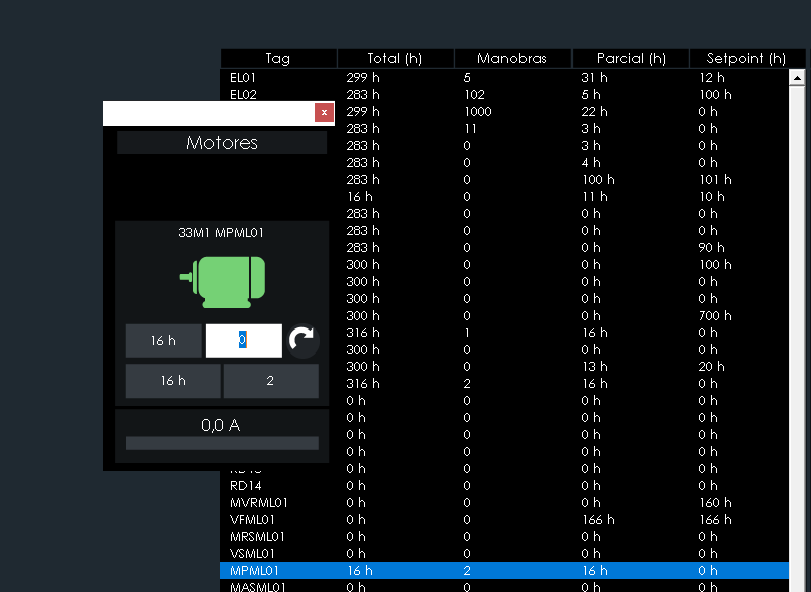 Tag Total (h) Manobras Parcial (h) Setpoint (h)
EL01 299 h 5 31 h 12 h
EL02 283 h 102 5 h 100 h
299 h 1000 22 h 0 h
283 h 11 3 h 0 h
283 h 0 3 h 0 h
283 h 0 4 h 0 h
283 h 0 100 h 101 h
16 h 0 11 h 10 h
283 h 0 0 h 0 h
283 h 0 0 h 0 h
283 h 0 0 h 90 h
300 h 0 0 h 100 h
300 h 0 0 h 0 h
300 h 0 0 h 0 h
300 h 0 0 h 700 h
316 h 1 16 h 0 h
300 h 0 0 h 0 h
300 h 0 13 h 20 h
316 h 2 16 h 0 h
0 h 0 0 h 0 h
0 h 0 0 h 0 h
0 h 0 0 h 0 h
0 h 0 0 h 0 h
0 h 0 0 h 0 h
RD14 0 h 0 0 h 0 h
MVRML01 0 h 0 0 h 160 h
VFML01 0 h 0 166 h 166 h
MRSML01 0 h 0 0 h 0 h
VSML01 0 h 0 0 h 0 h
MPML01 16 h 2 16 h 0 h
MASML01 0 h 0 0 h 0 h
x
Motores
33M1 MPML01
16 h 0
16 h 2
0,0 A